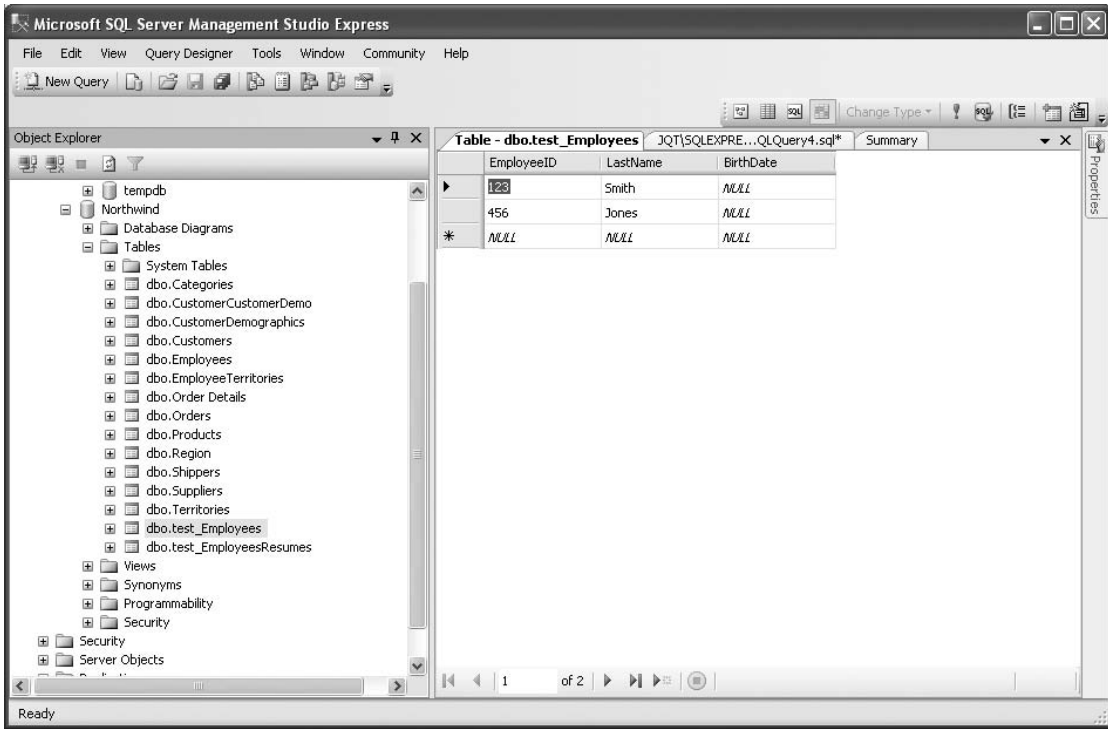 Microsoft SQL Server Management Studio Express
File Edit View Query Designer Tools Window Community Help
New Query
SQL Change Type SQL
Object Explorer
Table - dbo.test_Employees JQT\SQLEXPRE...QLQuery4.sql* Summary
Properties
EmployeeID LastName BirthDate
123 Smith NULL
456 Jones NULL
NULL NULL NULL
tempdb
Northwind
Database Diagrams
Tables
System Tables
dbo.Categories
dbo.CustomerCustomerDemo
dbo.CustomerDemographics
dbo.Customers
dbo.Employees
dbo.EmployeeTerritories
dbo.Order Details
dbo.Orders
dbo.Products
dbo.Region
dbo.Shippers
dbo.Suppliers
dbo.Territories
dbo.test_Employees
dbo.test_EmployeesResumes
Views
Synonyms
Programmability
Security
Security
Server Objects
1 of 2
Ready